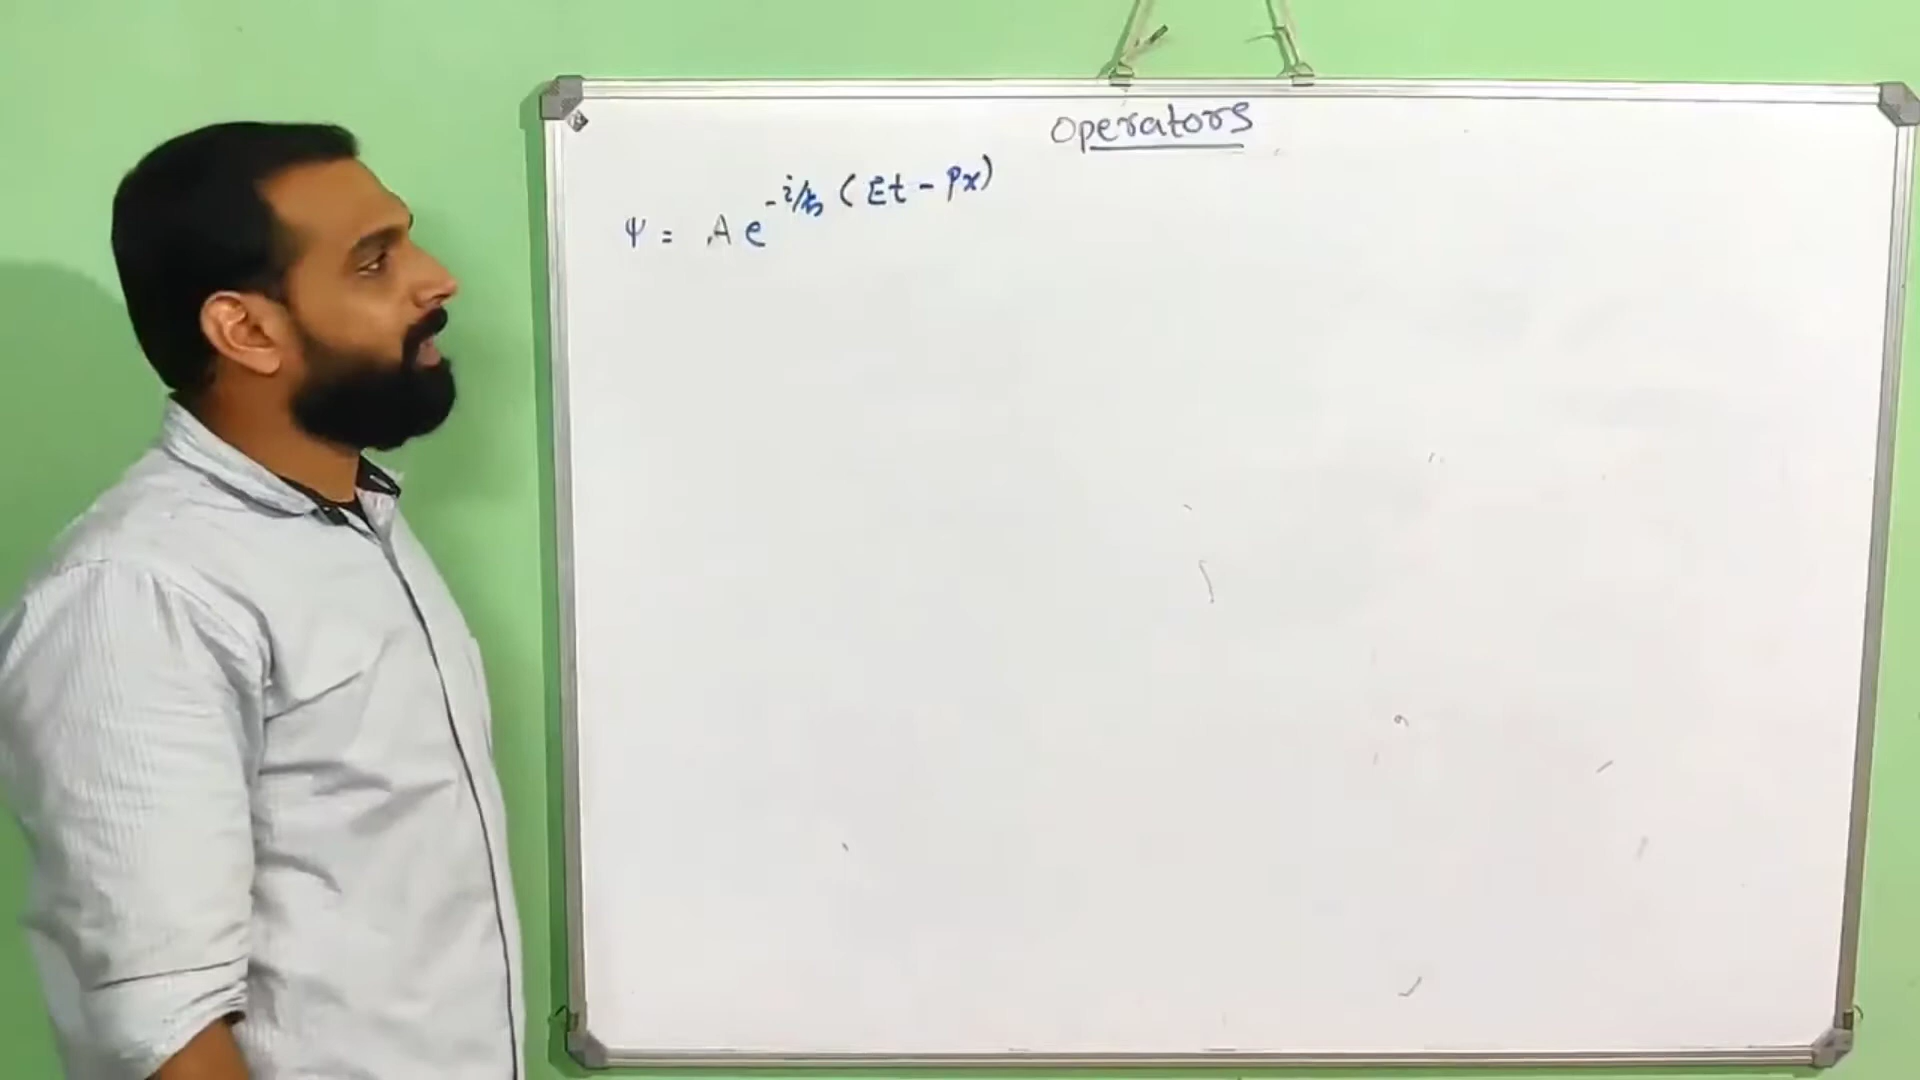 Operators
ψ = A e^{-i/ℏ (Et - px)}